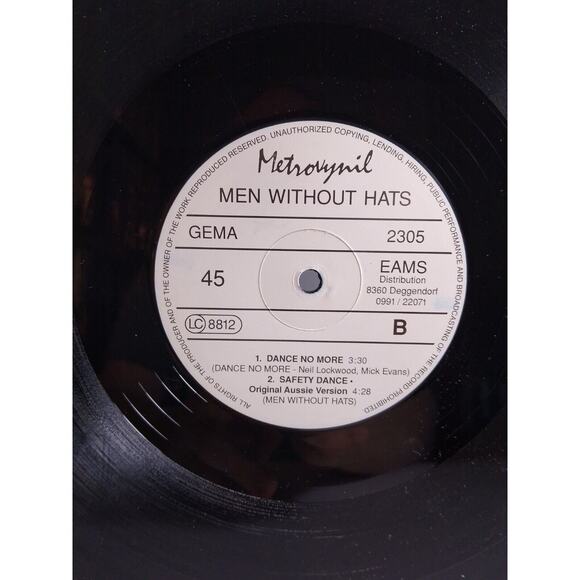 ALL RIGHTS OF THE PRODUCER AND OF THE OWNER OF THE WORK REPRODUCED RESERVED. UNAUTHORIZED COPYING, LENDING, HIRING, PUBLIC PERFORMANCE AND BROADCASTING OF THE RECORD PROHIBITED.
Metrovynil
MEN WITHOUT HATS
GEMA 2305
45 EAMS
Distribution
8360 Deggendorf
0991 / 22071
LC 8812 B
1. DANCE NO MORE 3:30
(DANCE NO MORE - Neil Lockwood, Mick Evans)
2. SAFETY DANCE •
Original Aussie Version 4:28
(MEN WITHOUT HATS)